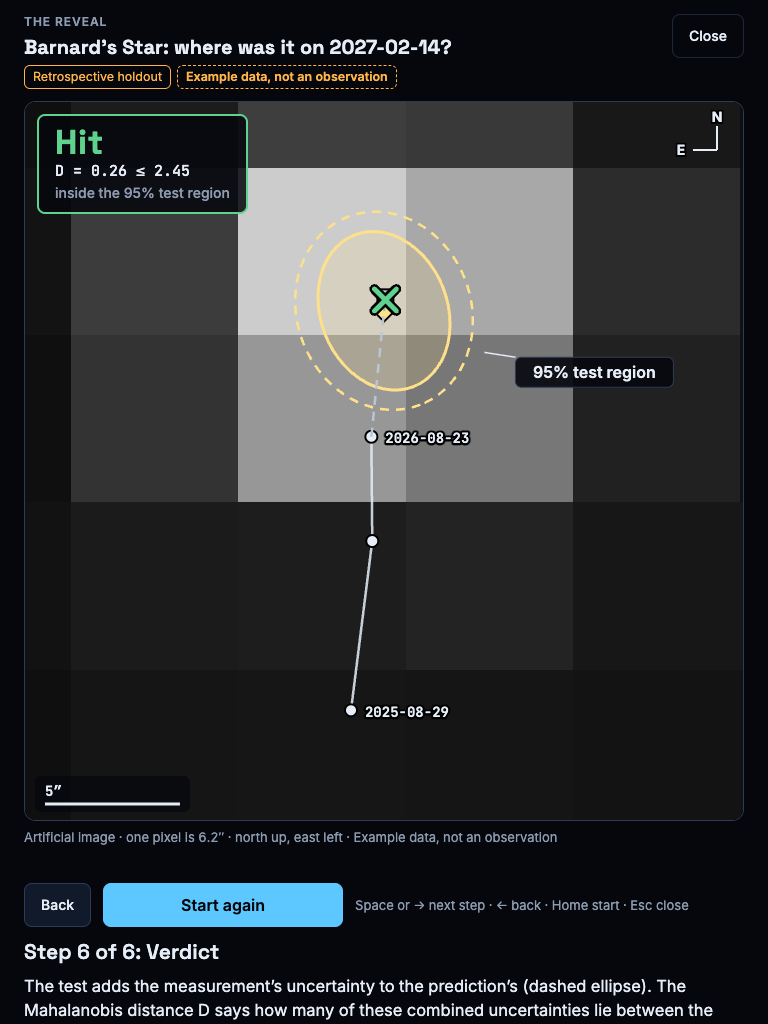 THE REVEAL
Barnard's Star: where was it on 2027-02-14?
Close
Retrospective holdout
Example data, not an observation
Hit
D = 0.26 ≤ 2.45
inside the 95% test region
N
E
95% test region
2026-08-23
2025-08-29
5″
Artificial image · one pixel is 6.2″ · north up, east left · Example data, not an observation
Back
Start again
Space or → next step · ← back · Home start · Esc close
Step 6 of 6: Verdict
The test adds the measurement's uncertainty to the prediction's (dashed ellipse). The
Mahalanobis distance D says how many of these combined uncertainties lie between the